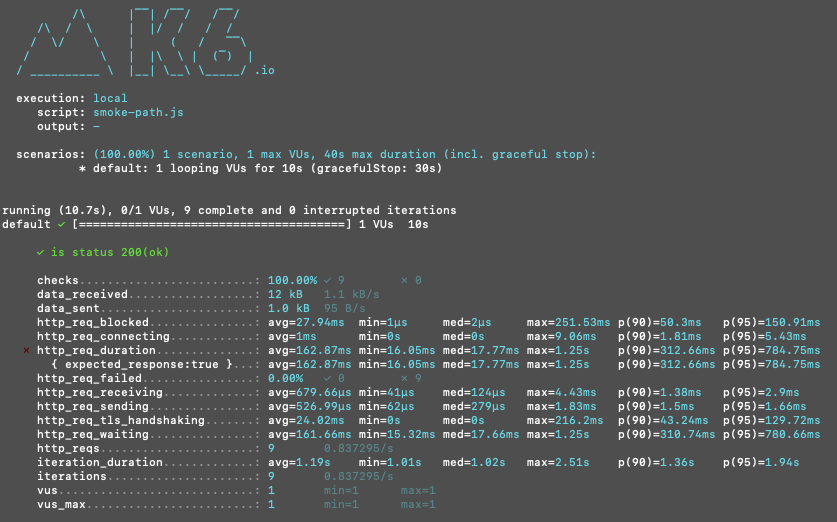 .io
execution: local
script: smoke-path.js
output: -
scenarios: (100.00%) 1 scenario, 1 max VUs, 40s max duration (incl. graceful stop):
* default: 1 looping VUs for 10s (gracefulStop: 30s)
running (10.7s), 0/1 VUs, 9 complete and 0 interrupted iterations
default ✓ [======================================] 1 VUs  10s
✓ is status 200(ok)
checks.........................: 100.00% ✓ 9        ✗ 0
data_received..................: 12 kB   1.1 kB/s
data_sent......................: 1.0 kB  95 B/s
http_req_blocked...............: avg=27.94ms  min=1µs     med=2µs     max=251.53ms p(90)=50.3ms   p(95)=150.91ms
http_req_connecting............: avg=1ms      min=0s      med=0s      max=9.06ms   p(90)=1.81ms   p(95)=5.43ms
✗ http_req_duration..............: avg=162.87ms min=16.05ms med=17.77ms max=1.25s    p(90)=312.66ms p(95)=784.75ms
{ expected_response:true }...: avg=162.87ms min=16.05ms med=17.77ms max=1.25s    p(90)=312.66ms p(95)=784.75ms
http_req_failed................: 0.00%   ✓ 0        ✗ 9
http_req_receiving.............: avg=679.66µs min=41µs    med=124µs   max=4.43ms   p(90)=1.38ms   p(95)=2.9ms
http_req_sending...............: avg=526.99µs min=62µs    med=279µs   max=1.83ms   p(90)=1.5ms    p(95)=1.66ms
http_req_tls_handshaking.......: avg=24.02ms  min=0s      med=0s      max=216.2ms  p(90)=43.24ms  p(95)=129.72ms
http_req_waiting...............: avg=161.66ms min=15.32ms med=17.66ms max=1.25s    p(90)=310.74ms p(95)=780.66ms
http_reqs......................: 9       0.837295/s
iteration_duration.............: avg=1.19s    min=1.01s   med=1.02s   max=2.51s    p(90)=1.36s    p(95)=1.94s
iterations.....................: 9       0.837295/s
vus............................: 1       min=1      max=1
vus_max........................: 1       min=1      max=1